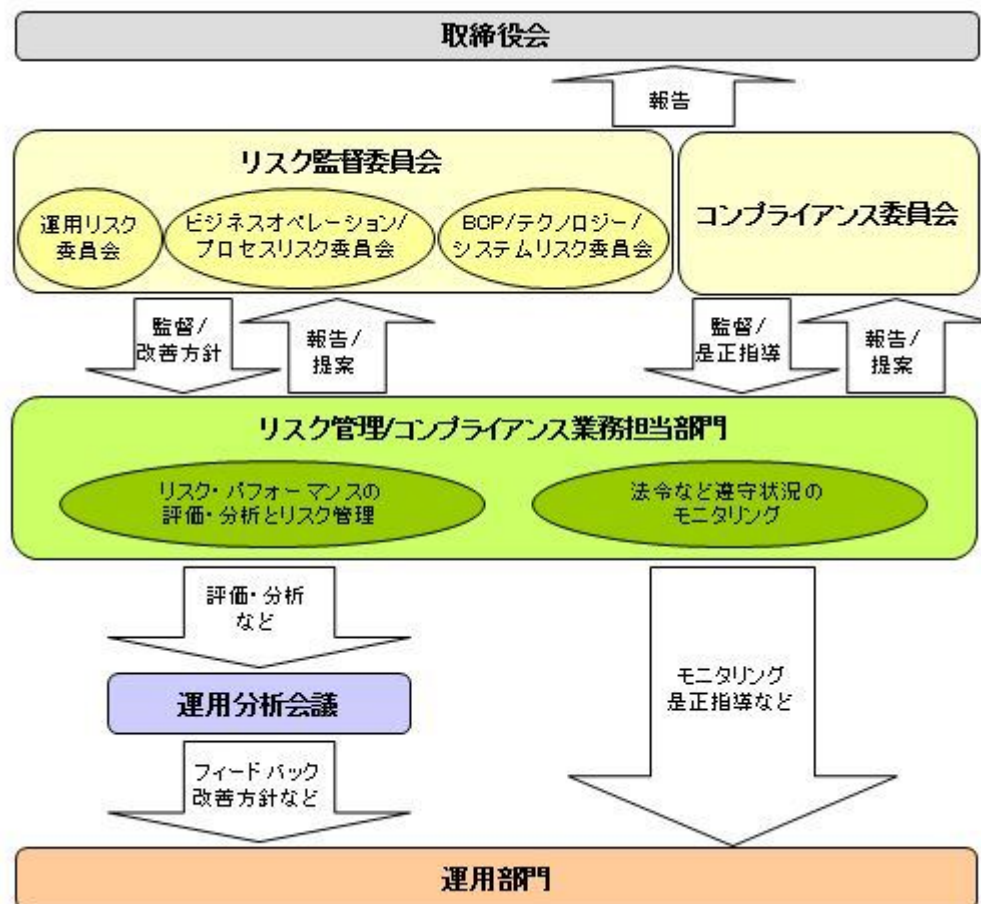 取締役会
報告
リスク監督委員会
運用リスク
委員会
ビジネスオペレーション/
プロセスリスク委員会
BCP/テクノロジー/
システムリスク委員会
コンプライアンス委員会
監督/
改善方針
報告/
提案
監督/
是正指導
報告/
提案
リスク管理/コンプライアンス業務担当部門
リスク・パフォーマンスの
評価・分析とリスク管理
法令など遵守状況の
モニタリング
評価・分析
など
運用分析会議
モニタリング
是正指導など
フィードバック
改善方針など
運用部門